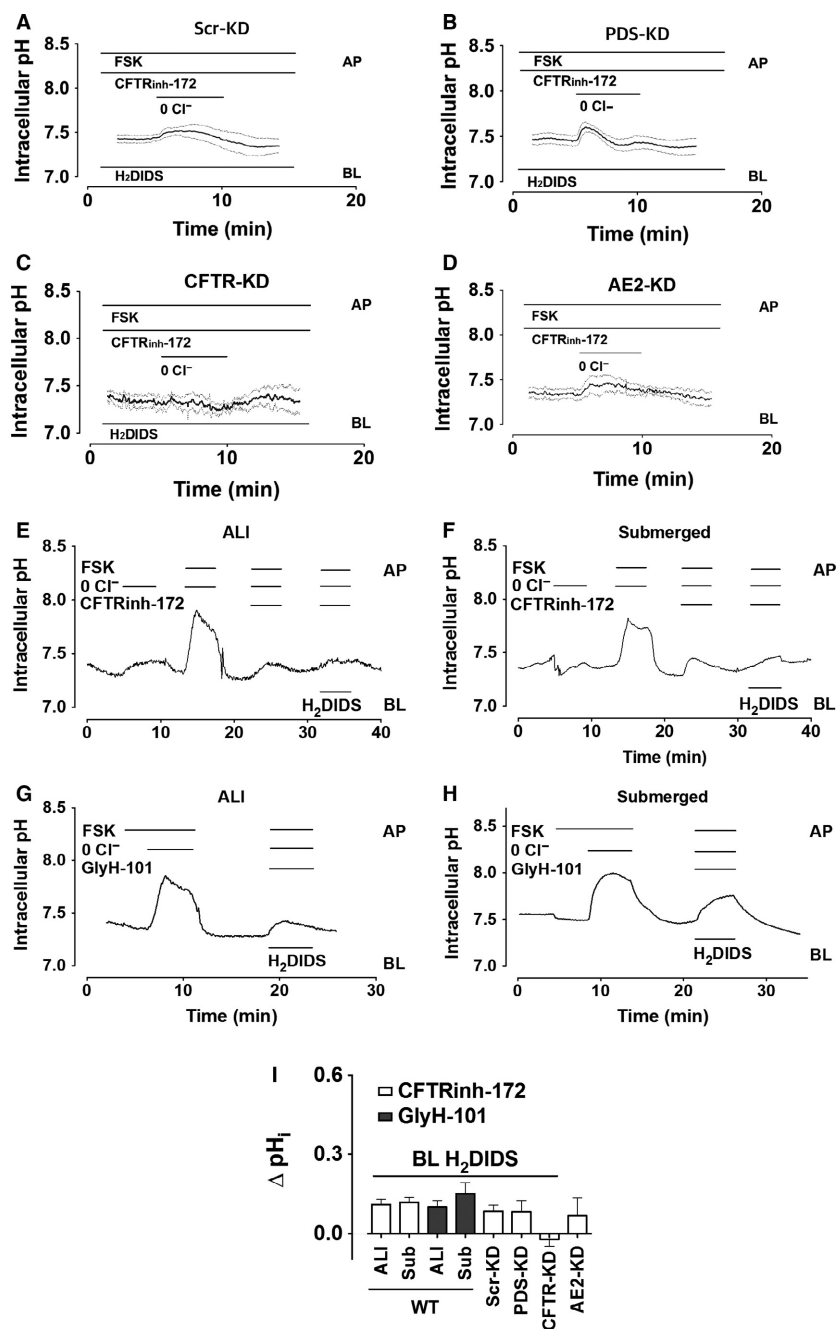 A
Scr-KD
Intracellular pH
8.5
8.0
7.5
7.0
FSK
AP
CFTRinh-172
0 Cl⁻
H₂DIDS
BL
0
10
20
Time (min)
B
PDS-KD
Intracellular pH
8.5
8.0
7.5
7.0
FSK
AP
CFTRinh-172
0 Cl-
H₂DIDS
BL
0
10
20
Time (min)
C
CFTR-KD
Intracellular pH
8.5
8.0
7.5
7.0
AP
FSK
CFTRinh-172
0 Cl⁻
H₂DIDS
BL
0
10
20
Time (min)
D
AE2-KD
Intracellular pH
8.5
8.0
7.5
7.0
AP
FSK
CFTRinh-172
0 Cl⁻
BL
0
10
20
Time (min)
E
ALI
Intracellular pH
8.5
8.0
7.5
7.0
FSK
AP
0 Cl⁻
CFTRinh-172
H₂DIDS
BL
0
10
20
30
40
Time (min)
F
Submerged
Intracellular pH
8.5
8.0
7.5
7.0
FSK
AP
0 Cl⁻
CFTRinh-172
H₂DIDS
BL
0
10
20
30
40
Time (min)
G
ALI
Intracellular pH
8.5
8.0
7.5
7.0
FSK
AP
0 Cl⁻
GlyH-101
H₂DIDS
BL
0
10
20
30
Time (min)
H
Submerged
Intracellular pH
8.5
8.0
7.5
7.0
FSK
AP
0 Cl⁻
GlyH-101
H₂DIDS
BL
0
10
20
30
Time (min)
I
Δ pHᵢ
0.6
0.3
0.0
CFTRinh-172
GlyH-101
BL H₂DIDS
ALI
Sub
ALI
Sub
Scr-KD
PDS-KD
CFTR-KD
AE2-KD
WT